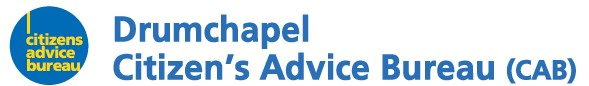 citizens
advice
bureau
Drumchapel
Citizen's Advice Bureau (CAB)